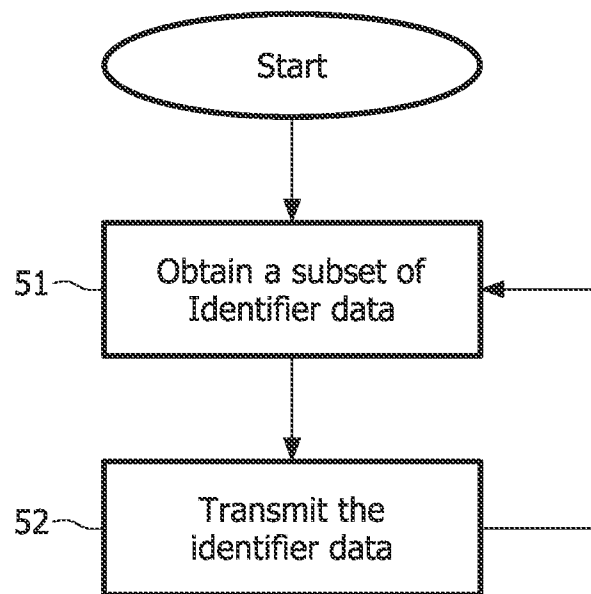 Start
51
Obtain a subset of
Identifier data
52
Transmit the
identifier data